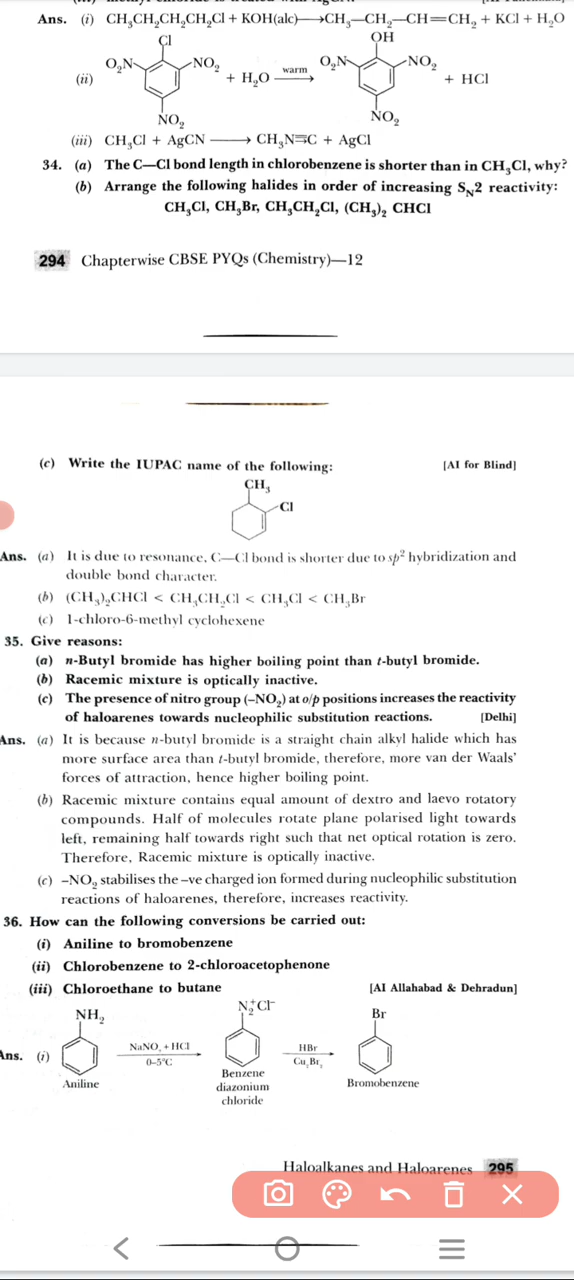 Ans. (i) CH₃CH₂CH₂CH₂Cl + KOH(alc)⟶CH₃—CH₂—CH═CH₂ + KCl + H₂O
Cl
OH
O₂N
NO₂
O₂N
NO₂
(ii)
+ H₂O
warm
+ HCl
NO₂
NO₂
(iii) CH₃Cl + AgCN ⟶ CH₃N≡C + AgCl
34. (a) The C—Cl bond length in chlorobenzene is shorter than in CH₃Cl, why?
(b) Arrange the following halides in order of increasing Sₙ2 reactivity:
CH₃Cl, CH₃Br, CH₃CH₂Cl, (CH₃)₂ CHCl
294 Chapterwise CBSE PYQs (Chemistry)—12
(c) Write the IUPAC name of the following: [AI for Blind]
CH₃
Cl
Ans. (a) It is due to resonance, C—Cl bond is shorter due to sp² hybridization and
double bond character.
(b) (CH₃)₂CHCl < CH₃CH₂Cl < CH₃Cl < CH₃Br
(c) 1-chloro-6-methyl cyclohexene
35. Give reasons:
(a) n-Butyl bromide has higher boiling point than t-butyl bromide.
(b) Racemic mixture is optically inactive.
(c) The presence of nitro group (–NO₂) at o/p positions increases the reactivity
of haloarenes towards nucleophilic substitution reactions. [Delhi]
Ans. (a) It is because n-butyl bromide is a straight chain alkyl halide which has
more surface area than t-butyl bromide, therefore, more van der Waals'
forces of attraction, hence higher boiling point.
(b) Racemic mixture contains equal amount of dextro and laevo rotatory
compounds. Half of molecules rotate plane polarised light towards
left, remaining half towards right such that net optical rotation is zero.
Therefore, Racemic mixture is optically inactive.
(c) –NO₂ stabilises the –ve charged ion formed during nucleophilic substitution
reactions of haloarenes, therefore, increases reactivity.
36. How can the following conversions be carried out:
(i) Aniline to bromobenzene
(ii) Chlorobenzene to 2-chloroacetophenone
(iii) Chloroethane to butane [AI Allahabad & Dehradun]
NH₂
N₂⁺Cl⁻
Br
Ans. (i)
NaNO₂ + HCl
0–5°C
HBr
Cu₂Br₂
Aniline
Benzene
diazonium
chloride
Bromobenzene
Haloalkanes and Haloarenes 295